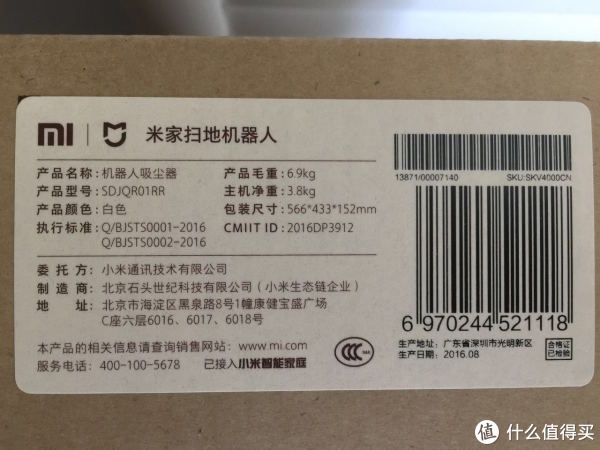 mi 米家扫地机器人
产品名称: 机器人吸尘器 产品毛重: 6.9kg
产品型号: SDJQR01RR 主机净重: 3.8kg
产品颜色: 白色 包装尺寸: 566*433*152mm
执行标准: Q/BJSTS0001-2016 CMIIT ID: 2016DP3912
Q/BJSTS0002-2016
13871/00007140 SKU:SKV4000CN
委托方: 小米通讯技术有限公司
制造商: 北京石头世纪科技有限公司(小米生态链企业)
地址: 北京市海淀区黑泉路8号1幢康健宝盛广场
C座六层6016、6017、6018号
6 970244 521118
本产品的相关信息请查询销售网站: www.mi.com
服务电话: 400-100-5678 已接入小米智能家庭
CCC
生产地址: 广东省深圳市光明新区
生产日期: 2016.08
合格证
已检验
值 什么值得买